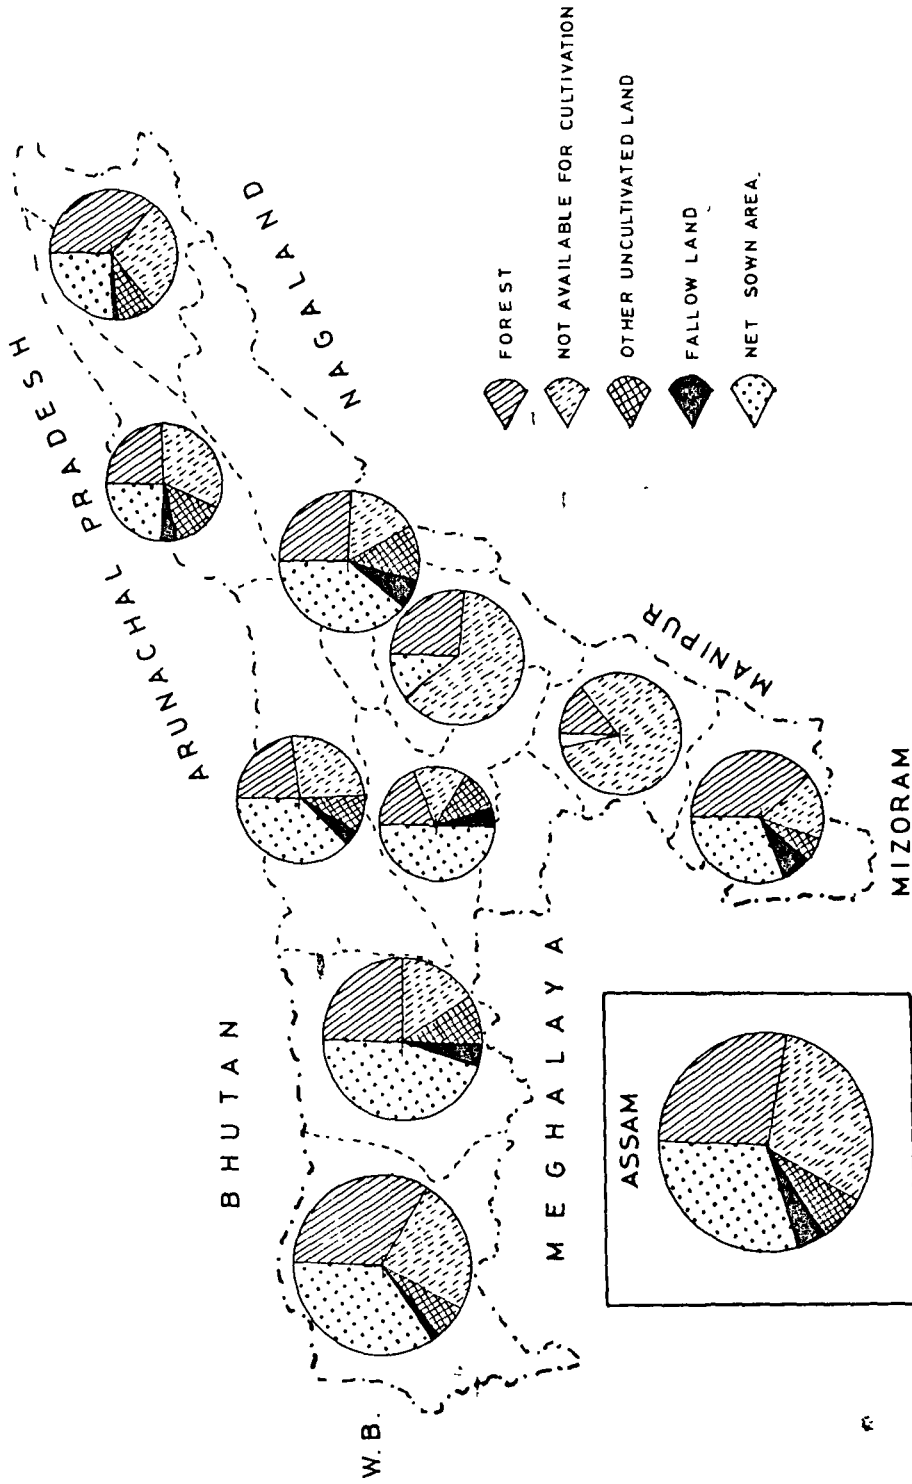 ARUNACHAL PRADESH
NAGALAND
BHUTAN
W.B.
MEGHALAYA
MANIPUR
MIZORAM
ASSAM
FOREST
NOT AVAILABLE FOR CULTIVATION
OTHER UNCULTIVATED LAND
FALLOW LAND
NET SOWN AREA.